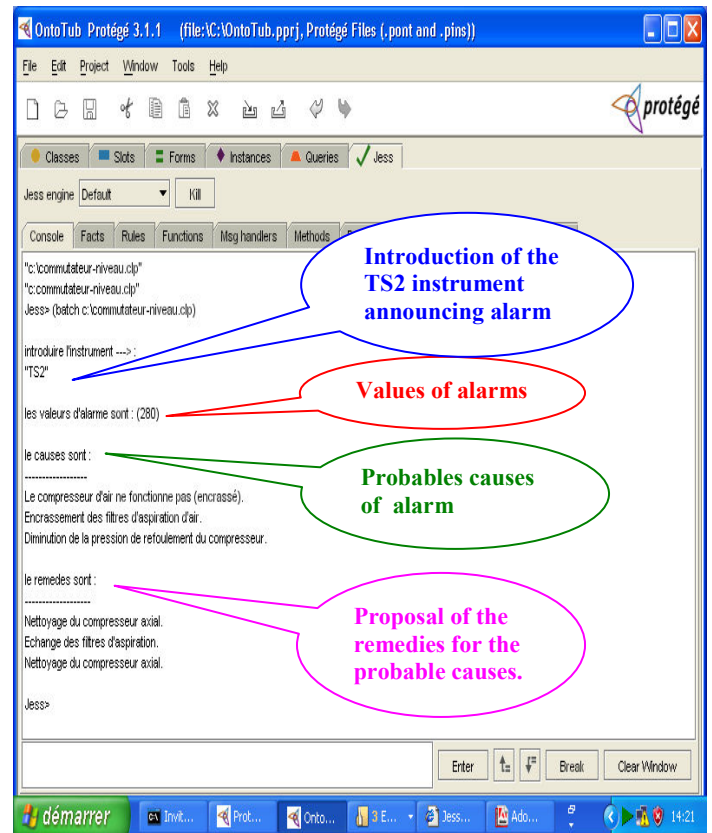 OntoTub Protégé 3.1.1 (file:\C:\OntoTub.pprj, Protégé Files (.pont and .pins))
File Edit Project Window Tools Help
protégé
Classes Slots Forms Instances Queries Jess
Jess engine Default Kill
Console Facts Rules Functions Msg handlers Methods
"c:\commutateur-niveau.clp"
"c:commutateur-niveau.clp"
Jess> (batch c:\commutateur-niveau.clp)
introduire l'instrument ---> :
"TS2"
Introduction of the
TS2 instrument
announcing alarm
les valeurs d'alarme sont : (280)
Values of alarms
le causes sont :
-------------------
Le compresseur d'air ne fonctionne pas (encrassé).
Encrassement des filtres d'aspiration d'air.
Diminution de la pression de refoulement du compresseur.
Probables causes
of alarm
le remedes sont :
--------------------
Nettoyage du compresseur axial.
Echange des filtres d'aspiration.
Nettoyage du compresseur axial.
Proposal of the
remedies for the
probable causes.
Jess>
Enter Break Clear Window
démarrer Invit... Prot... Onto... 3 E... Jess... Ado... 14:21